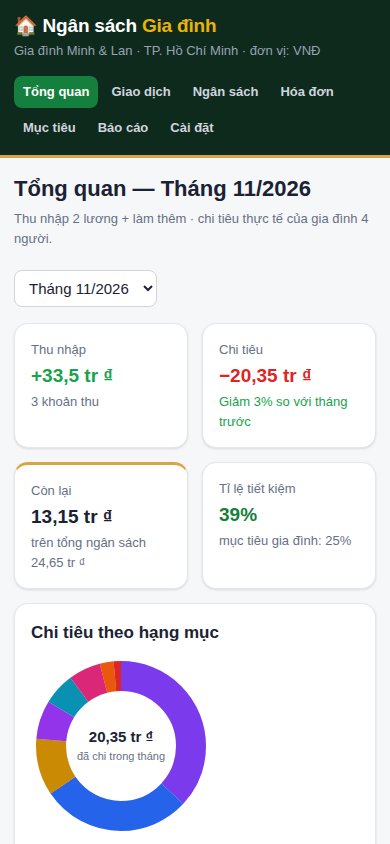 🏠 Ngân sách Gia đình
Gia đình Minh & Lan · TP. Hồ Chí Minh · đơn vị: VNĐ
Tổng quan Giao dịch Ngân sách Hóa đơn
Mục tiêu Báo cáo Cài đặt
Tổng quan — Tháng 11/2026
Thu nhập 2 lương + làm thêm · chi tiêu thực tế của gia đình 4
người.
Tháng 11/2026
Thu nhập
+33,5 tr ₫
3 khoản thu
Chi tiêu
−20,35 tr ₫
Giảm 3% so với tháng
trước
Còn lại
13,15 tr ₫
trên tổng ngân sách
24,65 tr ₫
Tỉ lệ tiết kiệm
39%
mục tiêu gia đình: 25%
Chi tiêu theo hạng mục
20,35 tr ₫
đã chi trong tháng